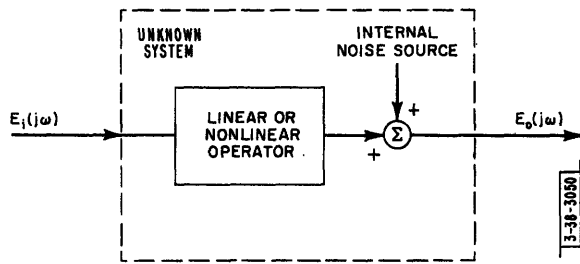 UNKNOWN
SYSTEM
INTERNAL
NOISE SOURCE
E_i(jω)
LINEAR OR
NONLINEAR
OPERATOR
+
Σ
+
E_o(jω)
3-38-3050